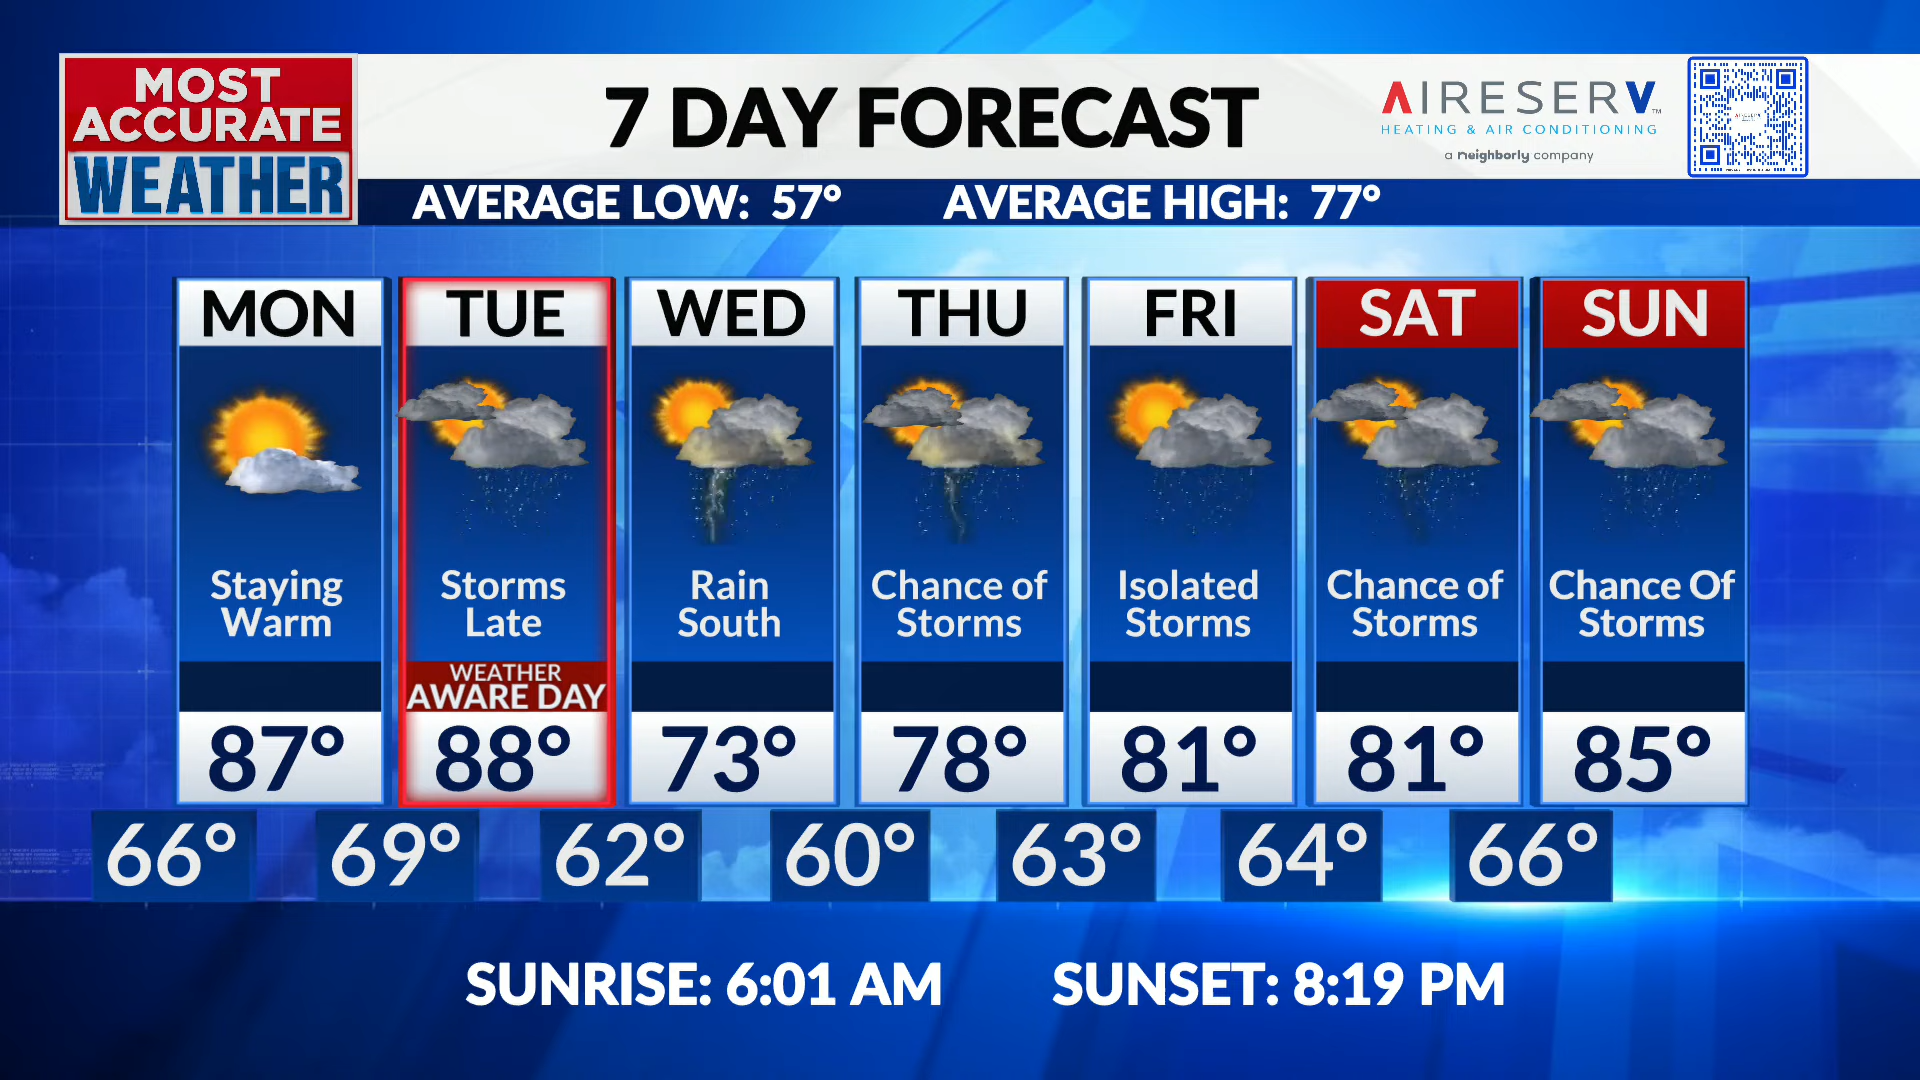 MOST
ACCURATE
WEATHER
7 DAY FORECAST
AIRESERV™
HEATING & AIR CONDITIONING
a neighborly company
AVERAGE LOW: 57° AVERAGE HIGH: 77°
MON TUE WED THU FRI SAT SUN
Staying Warm
Storms Late
Rain South
Chance of Storms
Isolated Storms
Chance of Storms
Chance Of Storms
WEATHER
AWARE DAY
87° 88° 73° 78° 81° 81° 85°
66° 69° 62° 60° 63° 64° 66°
SUNRISE: 6:01 AM SUNSET: 8:19 PM